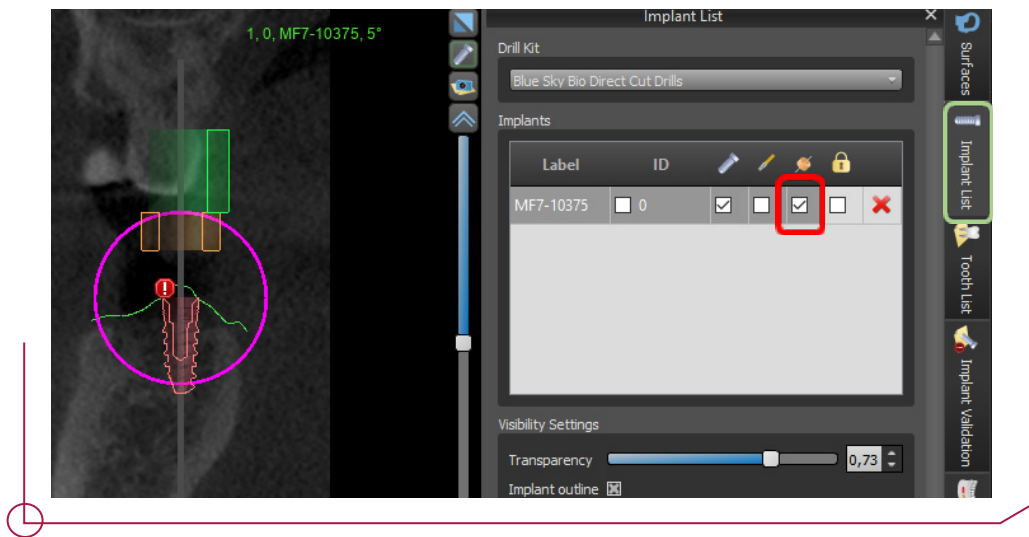 1, 0, MF7-10375, 5°
Implant List
Drill Kit
Blue Sky Bio Direct Cut Drills
Implants
Label ID
MF7-10375 0
Visibility Settings
Transparency 0,73
Implant outline
Surfaces
Implant List
Tooth List
Implant Validation